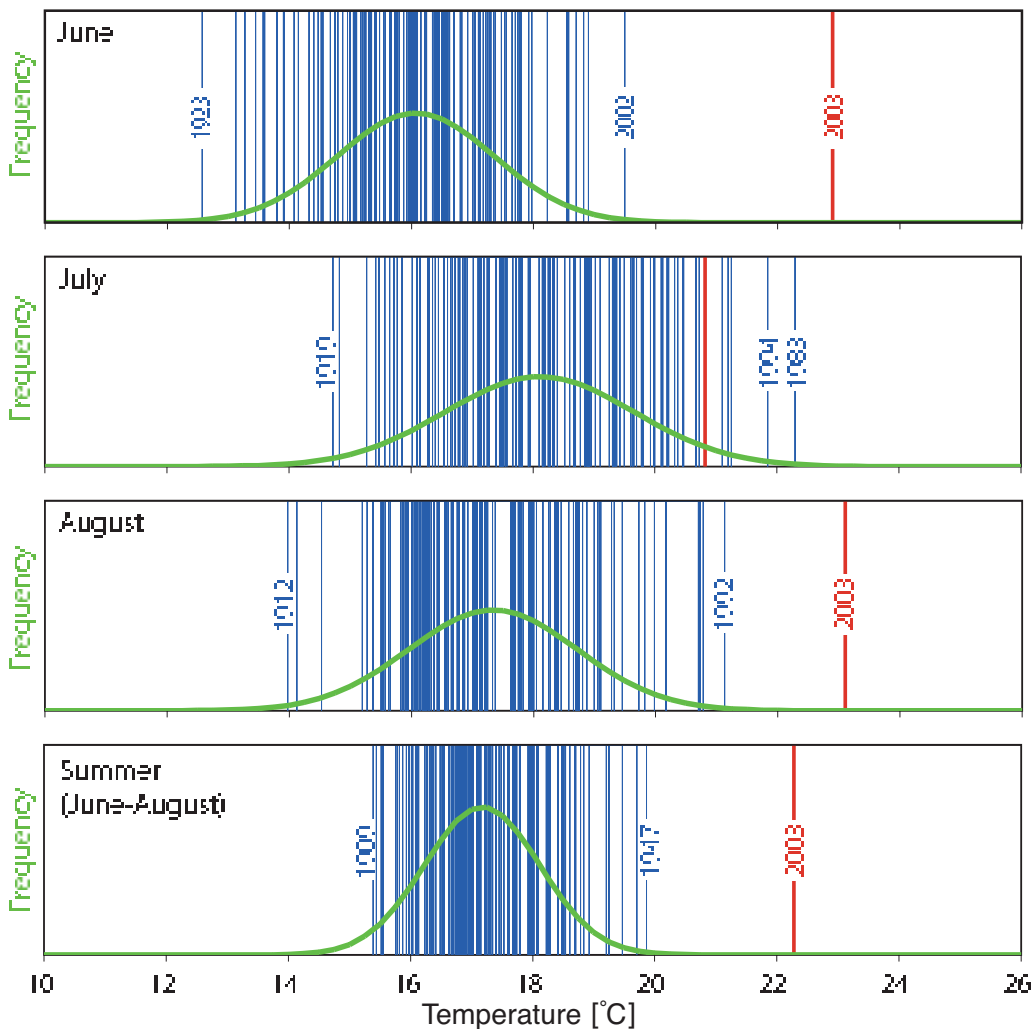 June
Frequency
1923
2002
2003
July
Frequency
1919
1994
1983
August
Frequency
1912
1992
2003
Summer
(June-August)
Frequency
1909
1947
2003
10 12 14 16 18 20 22 24 26
Temperature [°C]